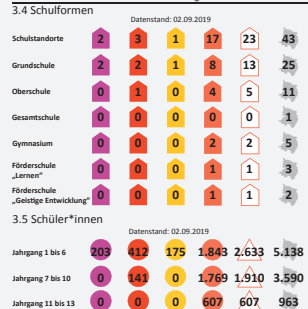 3.4 Schulformen
Datenstand: 02.09.2019
Schulstandorte 2 3 1 17 23 43
Grundschule 2 2 1 8 13 25
Oberschule 0 1 0 4 5 11
Gesamtschule 0 0 0 0 0 1
Gymnasium 0 0 0 2 2 5
Förderschule
„Lernen" 0 0 0 1 1 3
Förderschule
„Geistige Entwicklung" 0 0 0 1 1 2
3.5 Schüler*innen
Datenstand: 02.09.2019
Jahrgang 1 bis 6 203 412 175 1.843 2.633 5.138
Jahrgang 7 bis 10 0 141 0 1.769 1.910 3.590
Jahrgang 11 bis 13 0 0 0 607 607 963